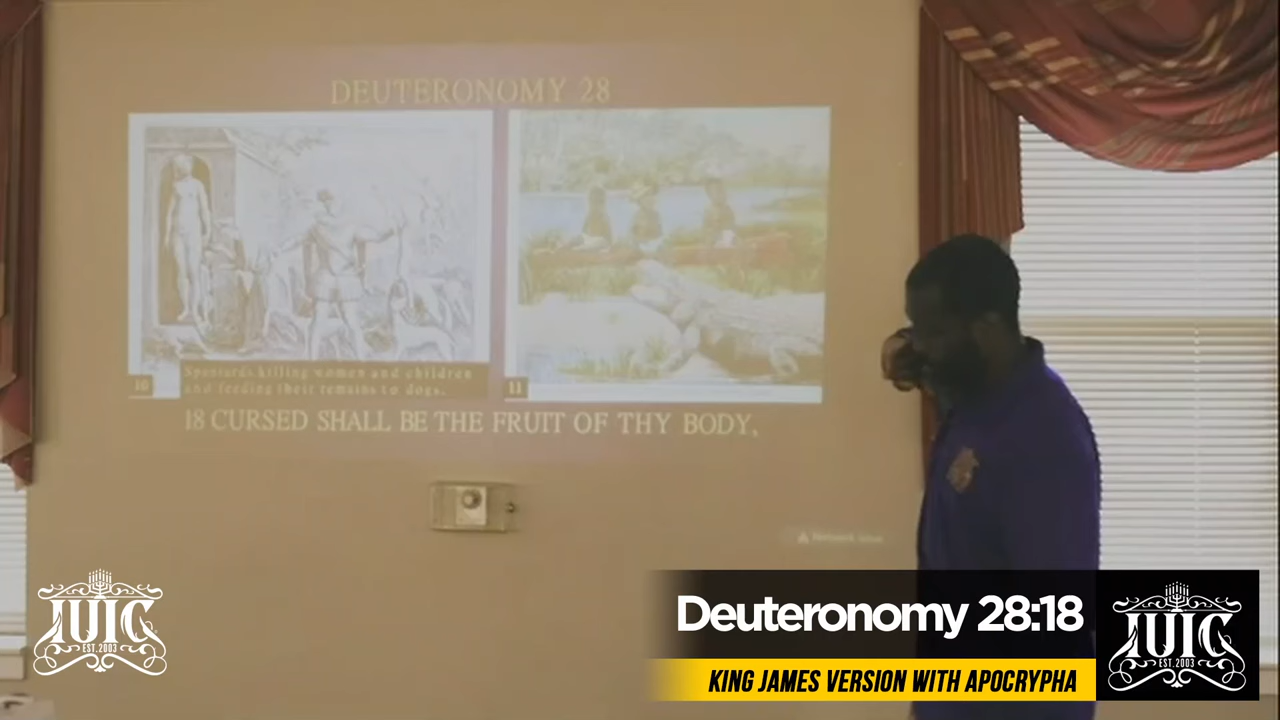 DEUTERONOMY 28
Spaniards killing women and children
and feeding their remains to dogs.
10
11
18 CURSED SHALL BE THE FRUIT OF THY BODY,
Network Issue
IUIC
EST. 2003
Deuteronomy 28:18
KING JAMES VERSION WITH APOCRYPHA
IUIC
EST. 2003